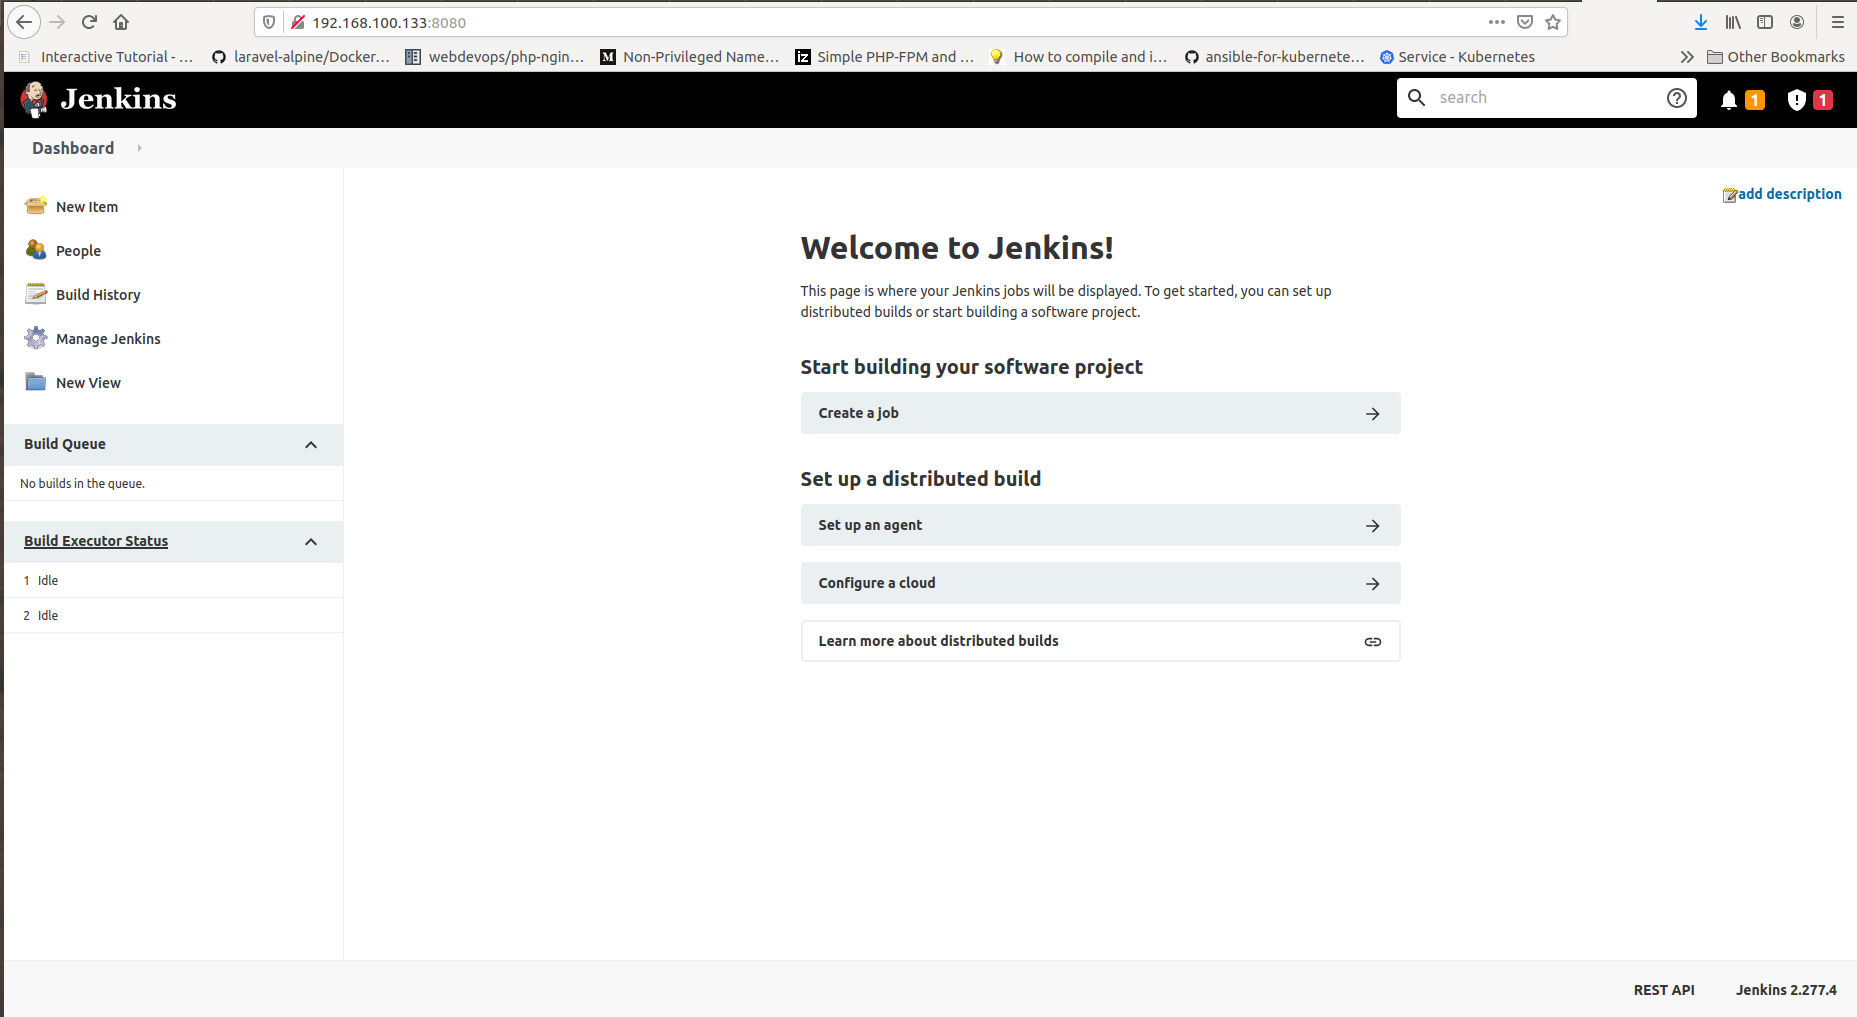 192.168.100.133:8080
Interactive Tutorial - ... laravel-alpine/Docker... webdevops/php-ngin... Non-Privileged Name... Simple PHP-FPM and ... How to compile and i... ansible-for-kubernete... Service - Kubernetes Other Bookmarks
Jenkins
search
1
1
Dashboard
New Item
People
Build History
Manage Jenkins
New View
Build Queue
No builds in the queue.
Build Executor Status
1 Idle
2 Idle
add description
Welcome to Jenkins!
This page is where your Jenkins jobs will be displayed. To get started, you can set up
distributed builds or start building a software project.
Start building your software project
Create a job
Set up a distributed build
Set up an agent
Configure a cloud
Learn more about distributed builds
REST API Jenkins 2.277.4